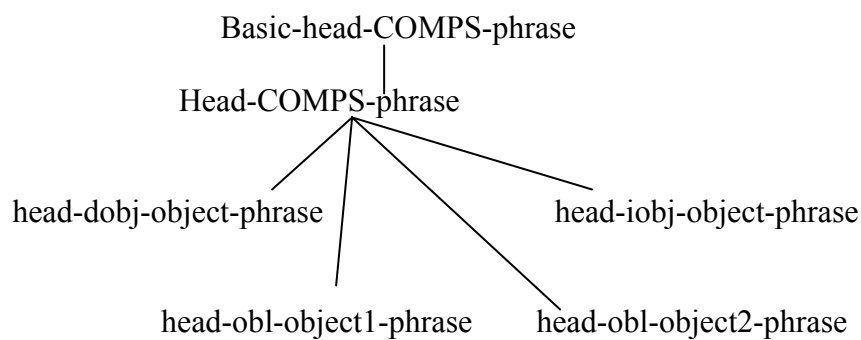 Basic-head-COMPS-phrase
Head-COMPS-phrase
head-dobj-object-phrase head-iobj-object-phrase
head-obl-object1-phrase head-obl-object2-phrase